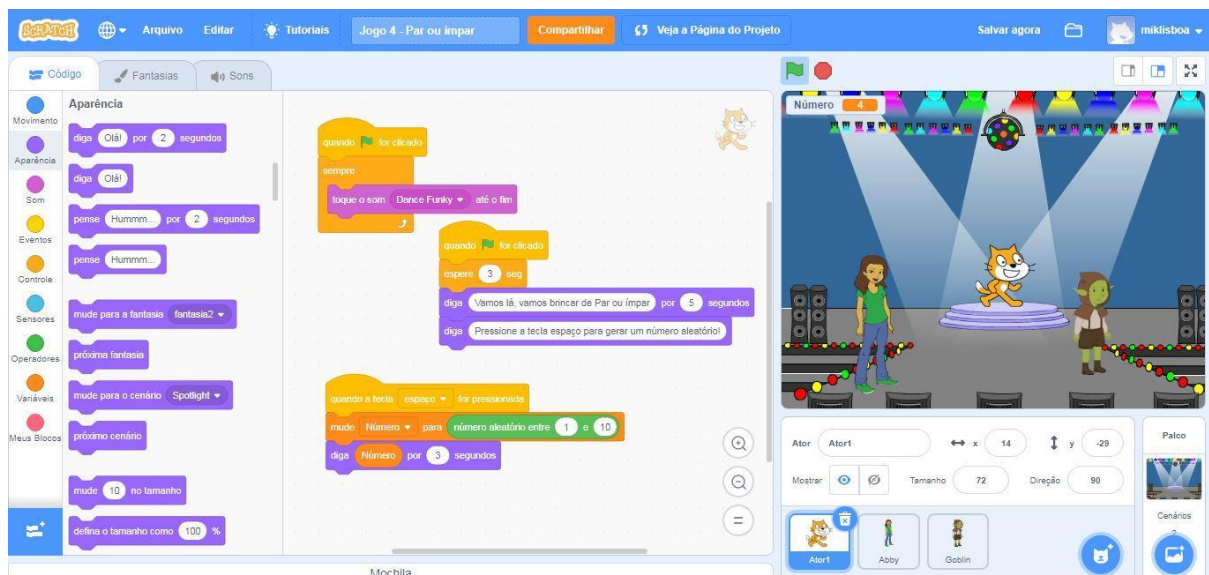 SCRATCH Arquivo Editar Tutoriais Jogo 4 - Par ou ímpar Compartilhar Veja a Página do Projeto Salvar agora miklisboa
Código Fantasias Sons
Movimento
Aparência
Som
Eventos
Controle
Sensores
Operadores
Variáveis
Meus Blocos
Aparência
diga Olá! por 2 segundos
diga Olá!
pense Hummm... por 2 segundos
pense Hummm...
mude para a fantasia fantasia2
próxima fantasia
mude para o cenário Spotlight
próximo cenário
mude 10 no tamanho
defina o tamanho como 100 %
quando for clicado
sempre
toque o som Dance Funky até o fim
quando for clicado
espere 3 seg
diga Vamos lá, vamos brincar de Par ou ímpar por 5 segundos
diga Pressione a tecla espaço para gerar um número aleatório!
quando a tecla espaço for pressionada
mude Número para número aleatório entre 1 e 10
diga Número por 3 segundos
Mochila
Número 4
Ator Ator1 x 14 y -29
Mostrar Tamanho 72 Direção 90
Ator1 Abby Goblin
Palco
Cenários
2